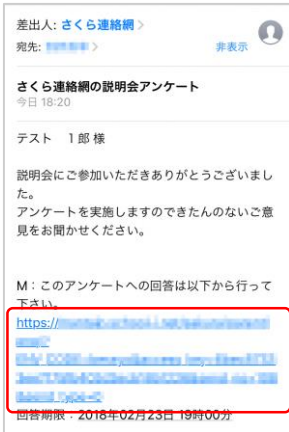 差出人: さくら連絡網
宛先:
非表示
さくら連絡網の説明会アンケート
今日 18:20
テスト 1郎 様
説明会にご参加いただきありがとうございまし
た。
アンケートを実施しますのできたんのないご意
見をお聞かせください。
M：このアンケートへの回答は以下から行って
下さい。
https://
回答期限：2018年02月23日 19時00分